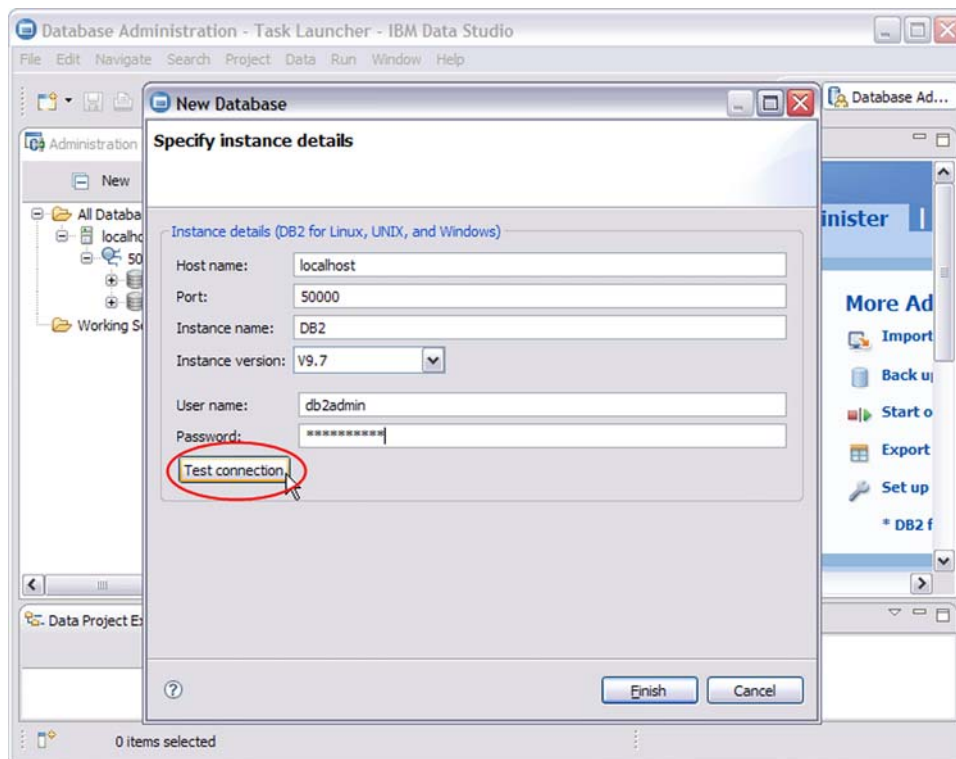 Database Administration - Task Launcher - IBM Data Studio
File Edit Navigate Search Project Data Run Window Help
New Database
Database Ad...
Administration
Specify instance details
New
All Databa
localho
50
Working Se
Instance details (DB2 for Linux, UNIX, and Windows)
Host name: localhost
Port: 50000
Instance name: DB2
Instance version: V9.7
User name: db2admin
Password: **********
Test connection
inister
More Ad
Import
Back up
Start o
Export
Set up
* DB2 f
Data Project Ex
Finish
Cancel
0 items selected